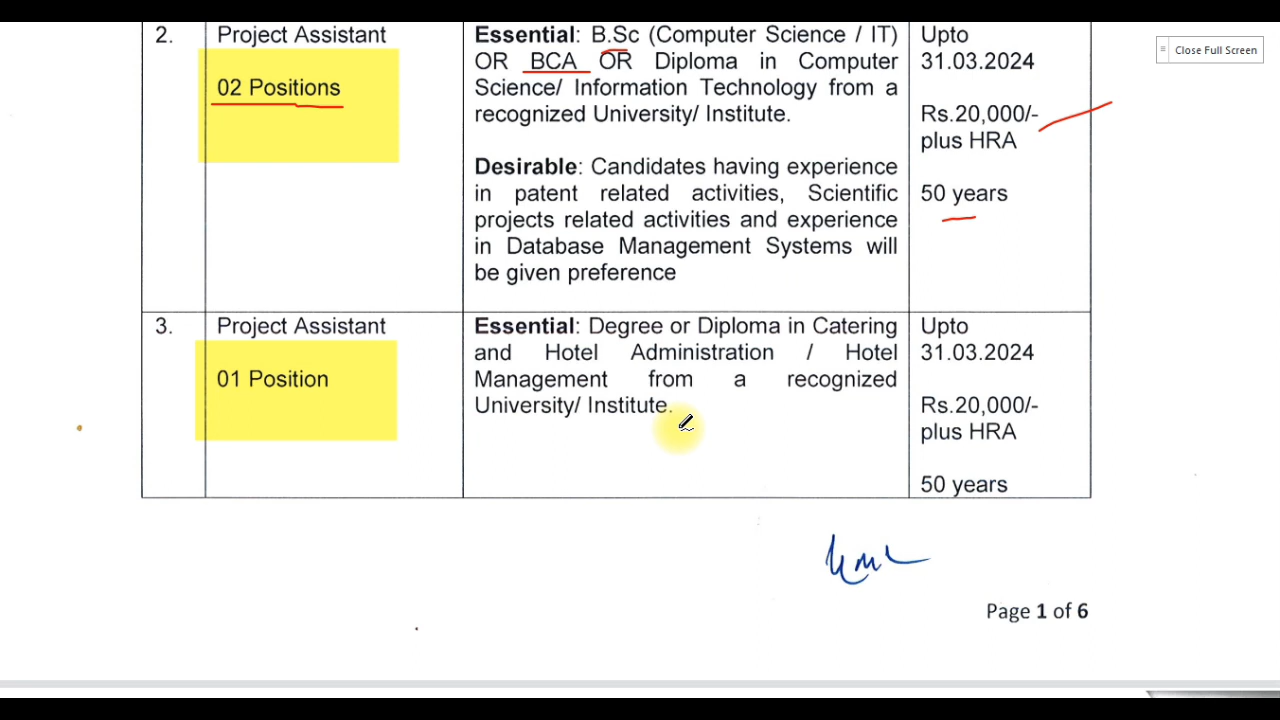 Close Full Screen
2. Project Assistant
02 Positions
Essential: B.Sc (Computer Science / IT)
OR BCA OR Diploma in Computer
Science/ Information Technology from a
recognized University/ Institute.
Desirable: Candidates having experience
in patent related activities, Scientific
projects related activities and experience
in Database Management Systems will
be given preference
Upto
31.03.2024
Rs.20,000/-
plus HRA
50 years
3. Project Assistant
01 Position
Essential: Degree or Diploma in Catering
and Hotel Administration / Hotel
Management from a recognized
University/ Institute.
Upto
31.03.2024
Rs.20,000/-
plus HRA
50 years
Page 1 of 6